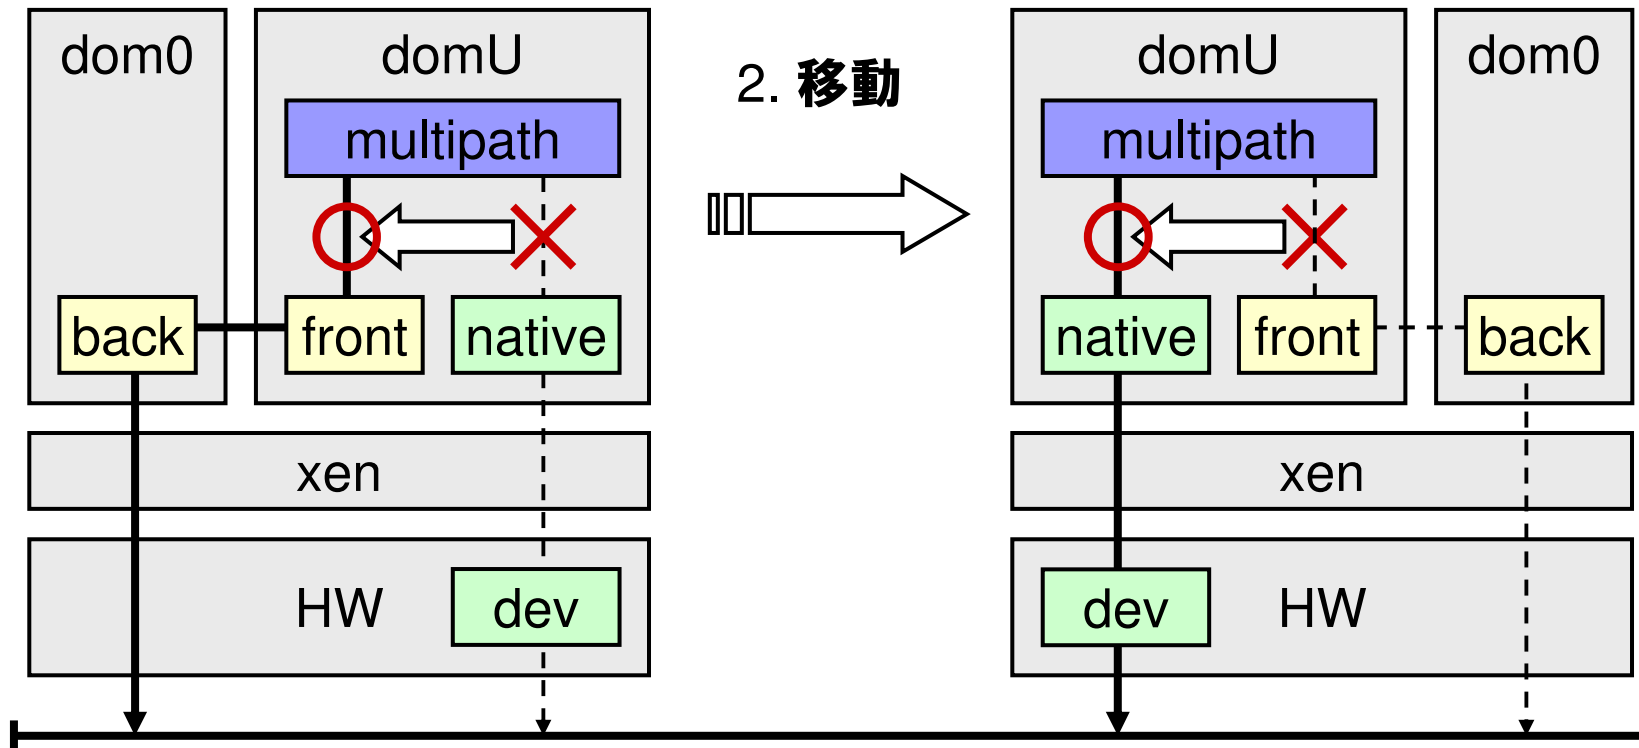 dom0
domU
multipath
back
front
native
xen
HW
dev
2. 移動
domU
dom0
multipath
native
front
back
xen
dev
HW